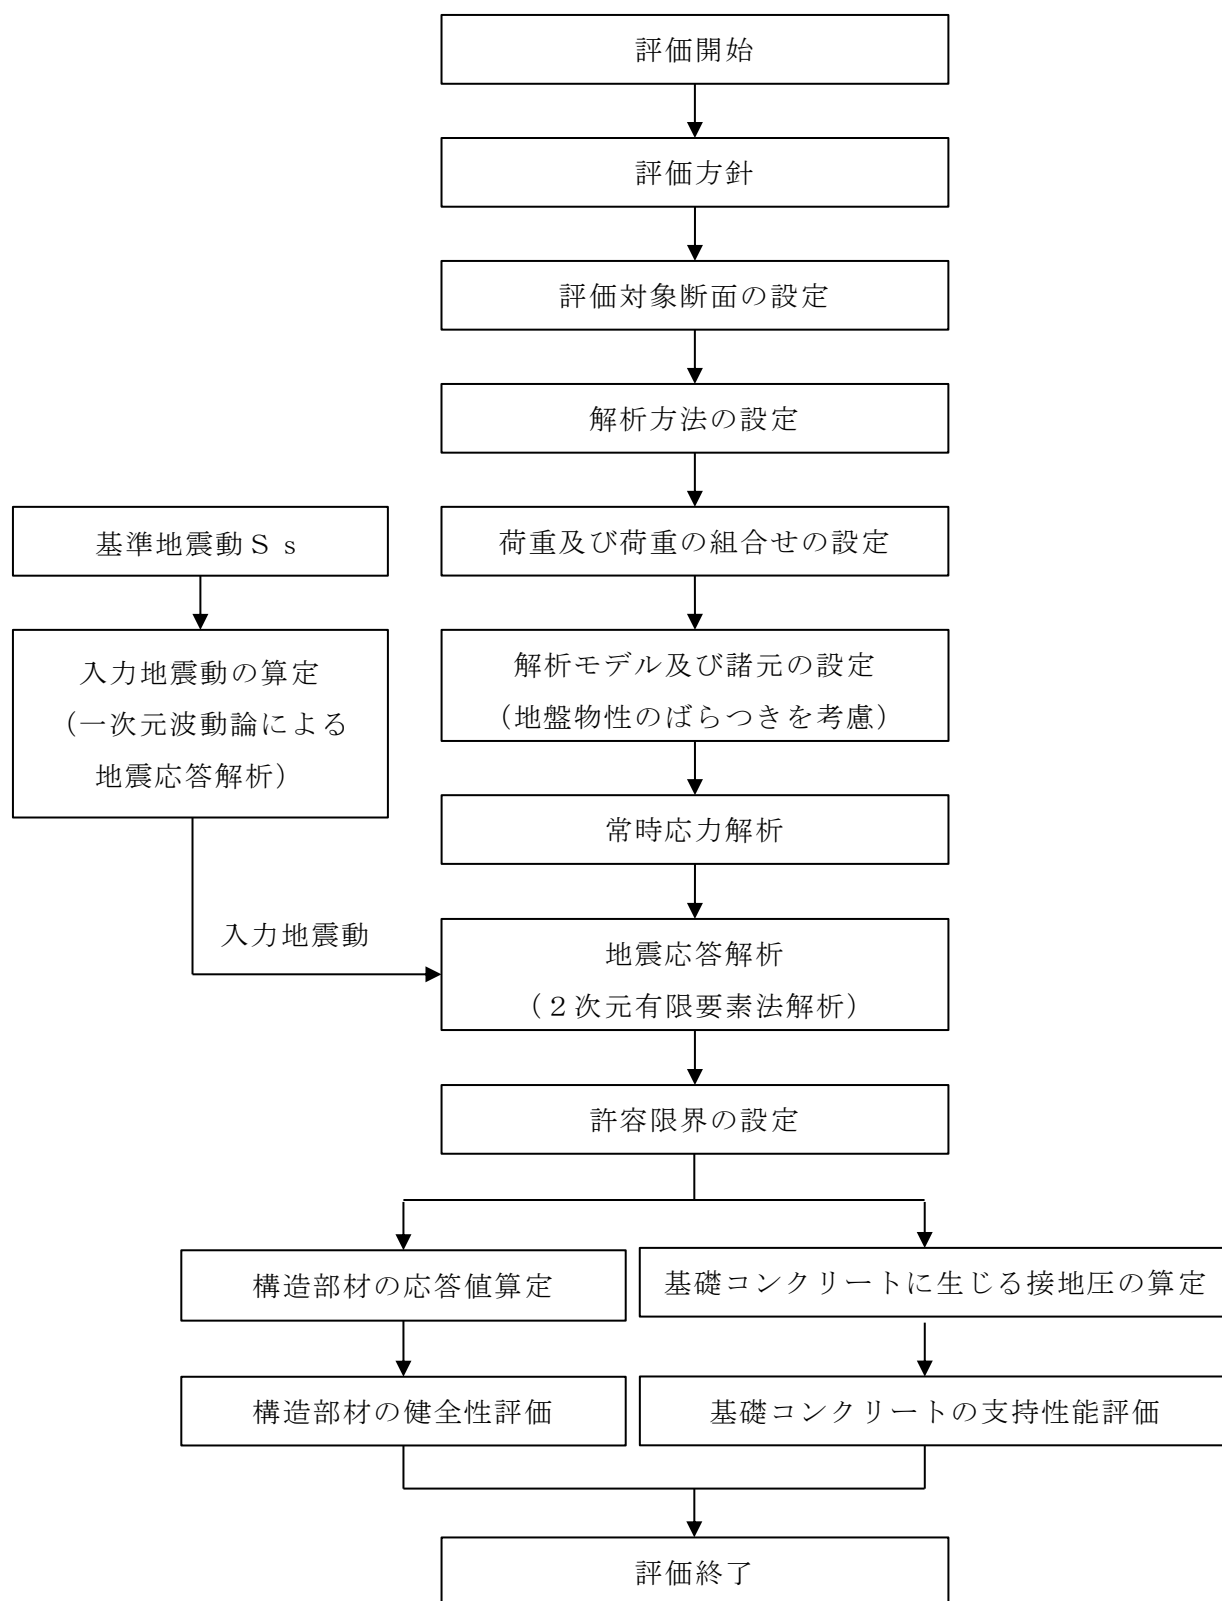 評価開始
評価方針
評価対象断面の設定
解析方法の設定
荷重及び荷重の組合せの設定
基準地震動Ｓｓ
入力地震動の算定
（一次元波動論による
地震応答解析）
解析モデル及び諸元の設定
（地盤物性のばらつきを考慮）
常時応力解析
入力地震動
地震応答解析
（２次元有限要素法解析）
許容限界の設定
構造部材の応答値算定
基礎コンクリートに生じる接地圧の算定
構造部材の健全性評価
基礎コンクリートの支持性能評価
評価終了